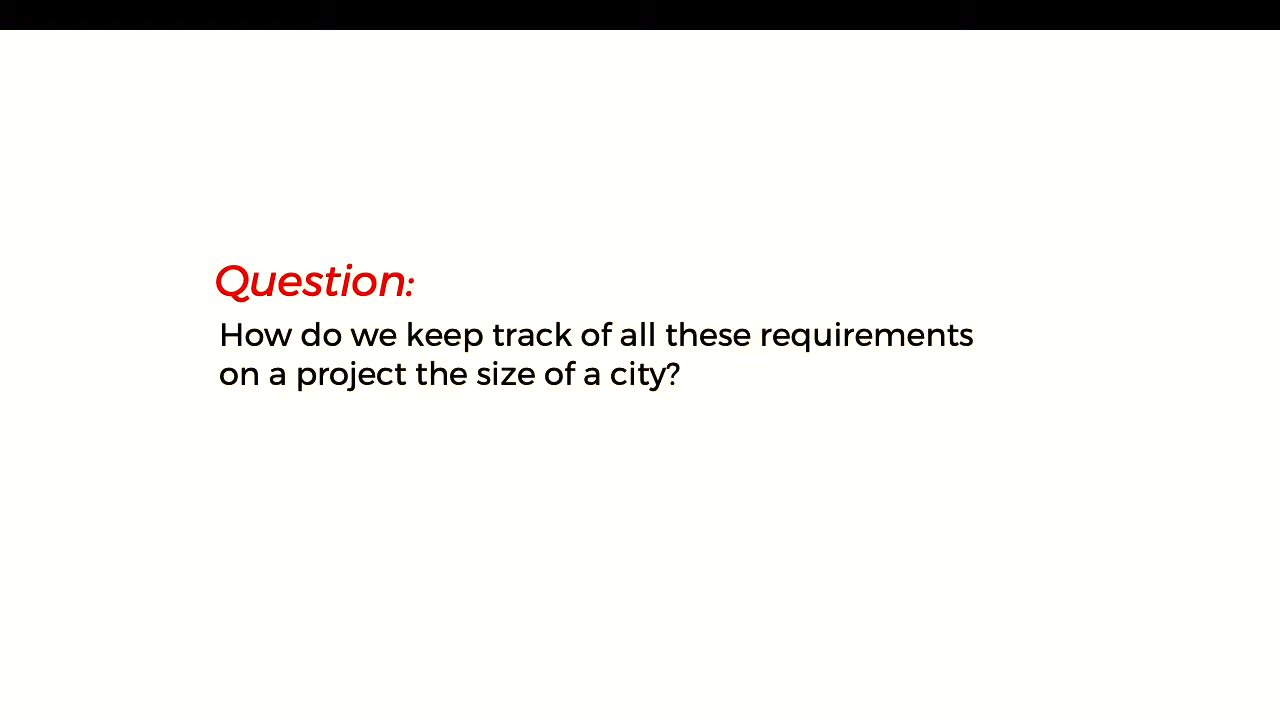 Question:
How do we keep track of all these requirements
on a project the size of a city?